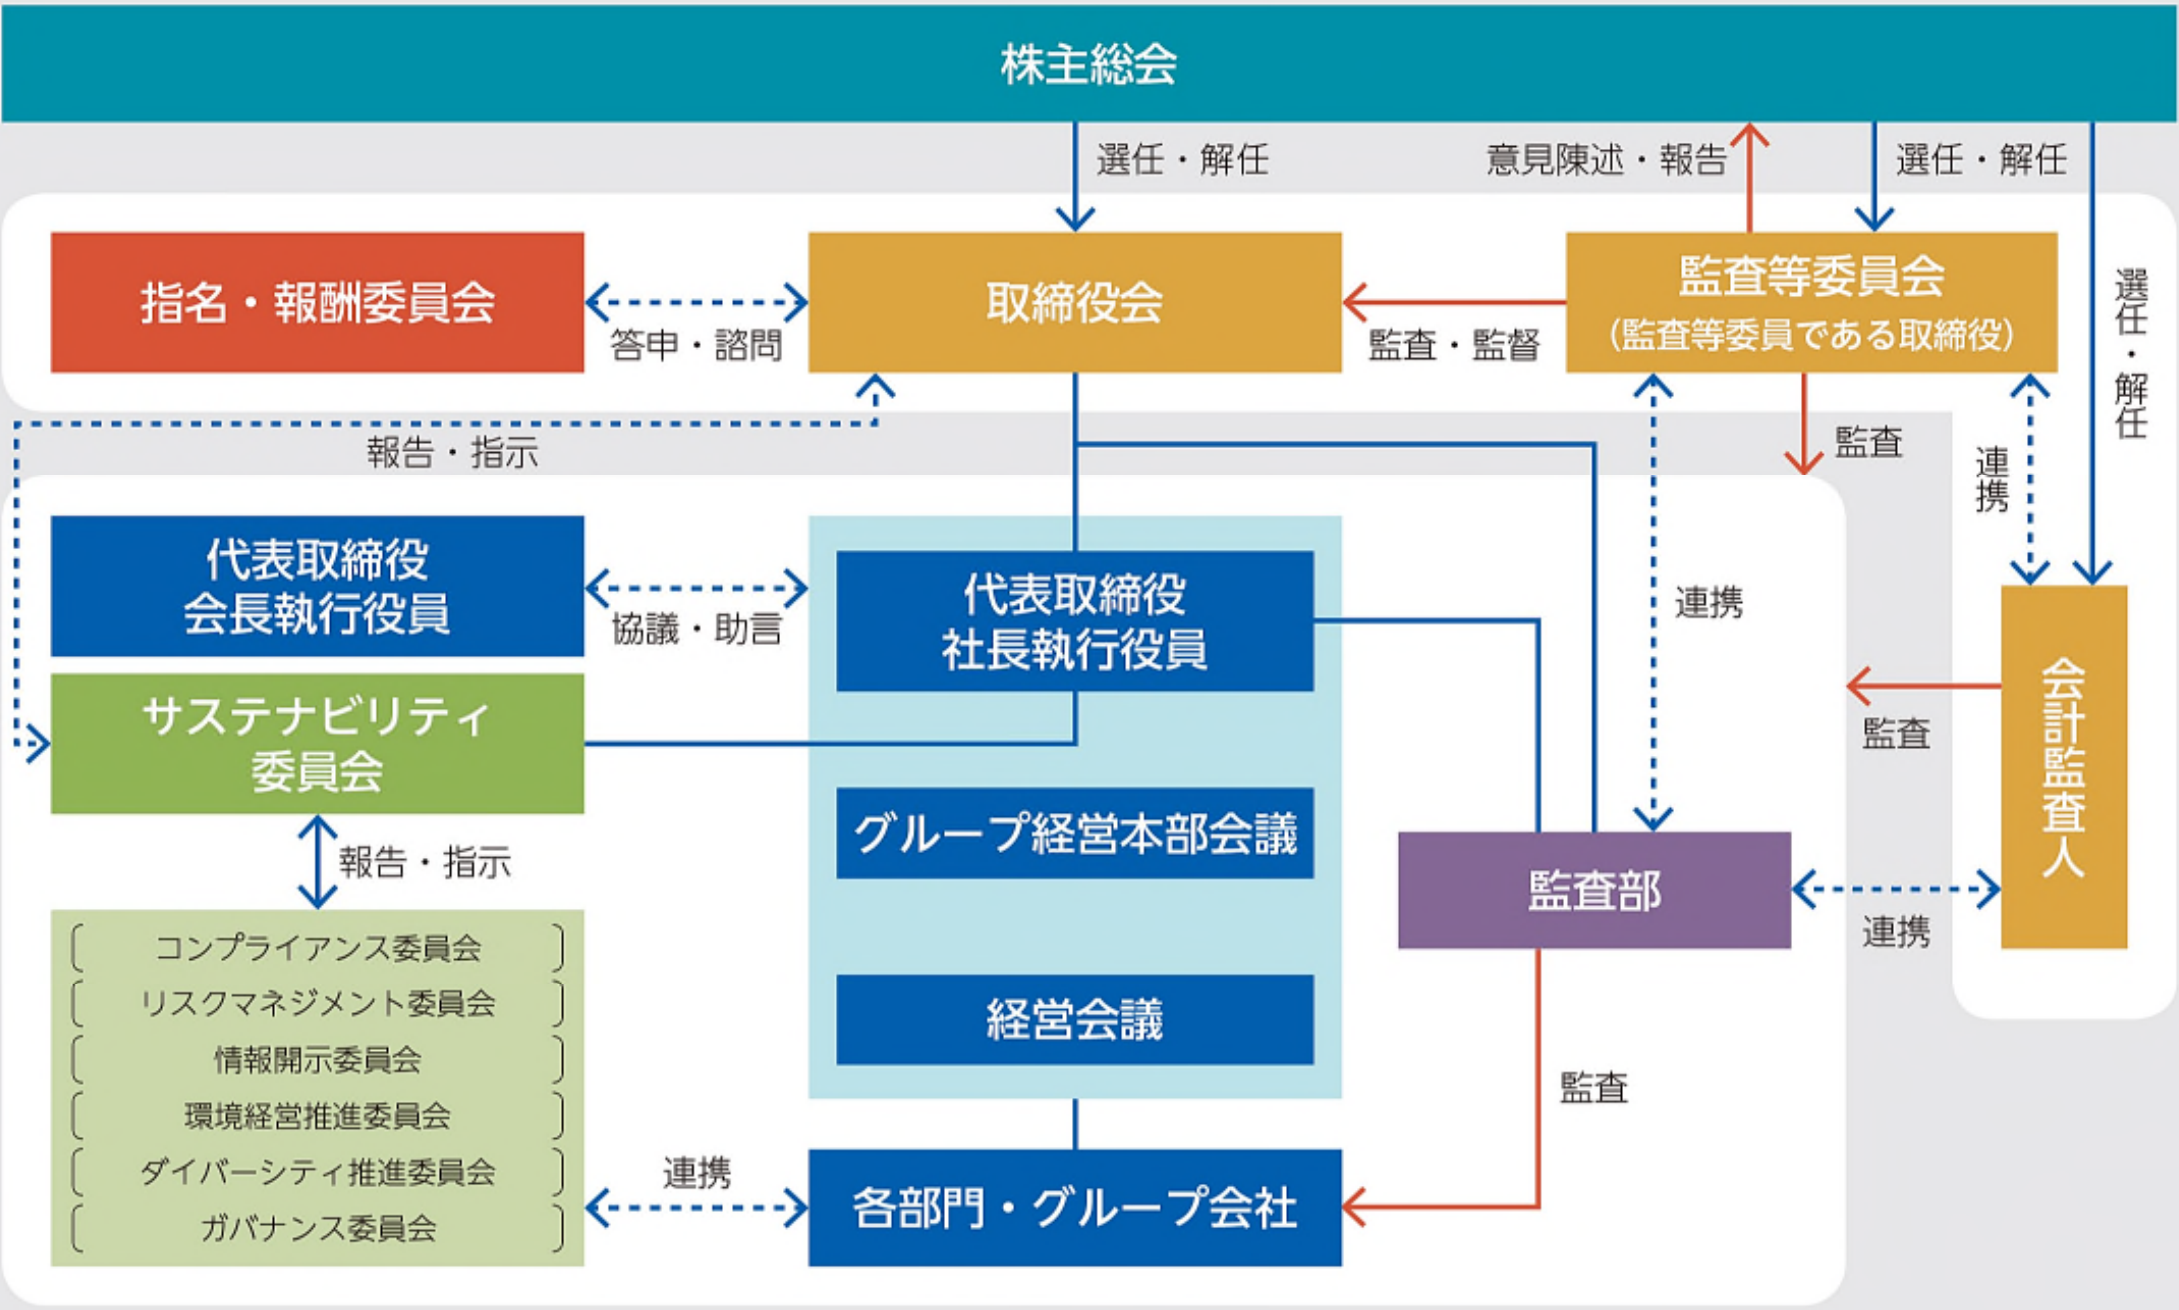 株主総会
選任・解任
意見陳述・報告
選任・解任
選任・解任
指名・報酬委員会
答申・諮問
取締役会
監査・監督
監査等委員会
（監査等委員である取締役）
報告・指示
監査
連携
代表取締役
会長執行役員
協議・助言
代表取締役
社長執行役員
連携
サステナビリティ
委員会
監査
会計監査人
報告・指示
グループ経営本部会議
監査部
連携
コンプライアンス委員会
リスクマネジメント委員会
情報開示委員会
環境経営推進委員会
ダイバーシティ推進委員会
ガバナンス委員会
経営会議
監査
連携
各部門・グループ会社